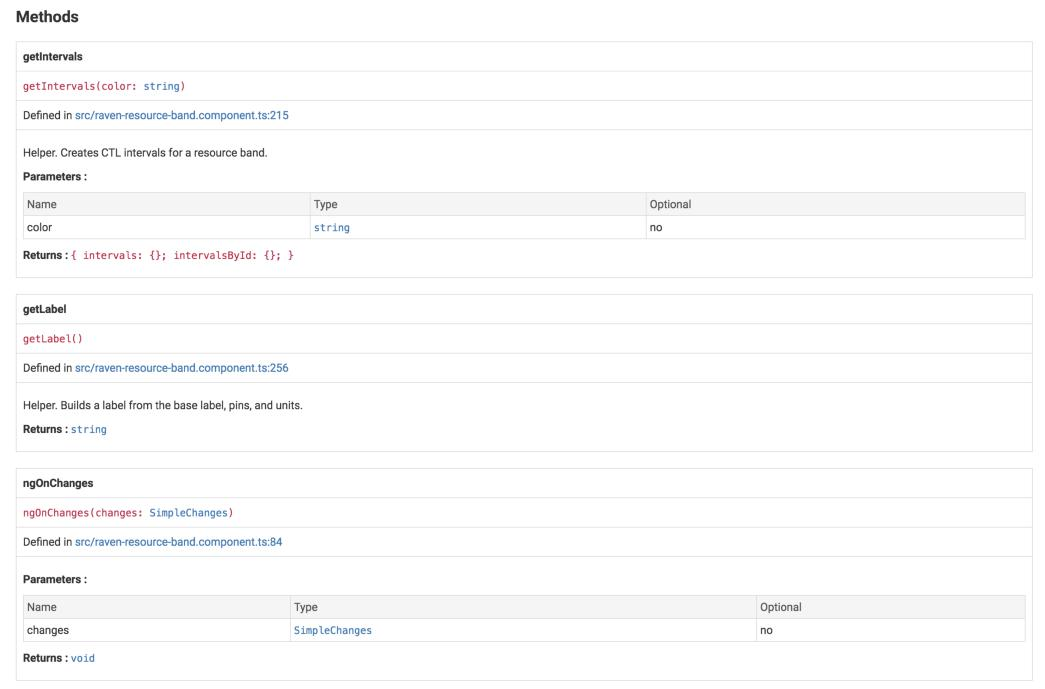 Methods
getIntervals
getIntervals(color: string)
Defined in src/raven-resource-band.component.ts:215
Helper. Creates CTL intervals for a resource band.
Parameters :
Name Type Optional
color string no
Returns : { intervals: {}; intervalsById: {}; }
getLabel
getLabel()
Defined in src/raven-resource-band.component.ts:256
Helper. Builds a label from the base label, pins, and units.
Returns : string
ngOnChanges
ngOnChanges(changes: SimpleChanges)
Defined in src/raven-resource-band.component.ts:84
Parameters :
Name Type Optional
changes SimpleChanges no
Returns : void